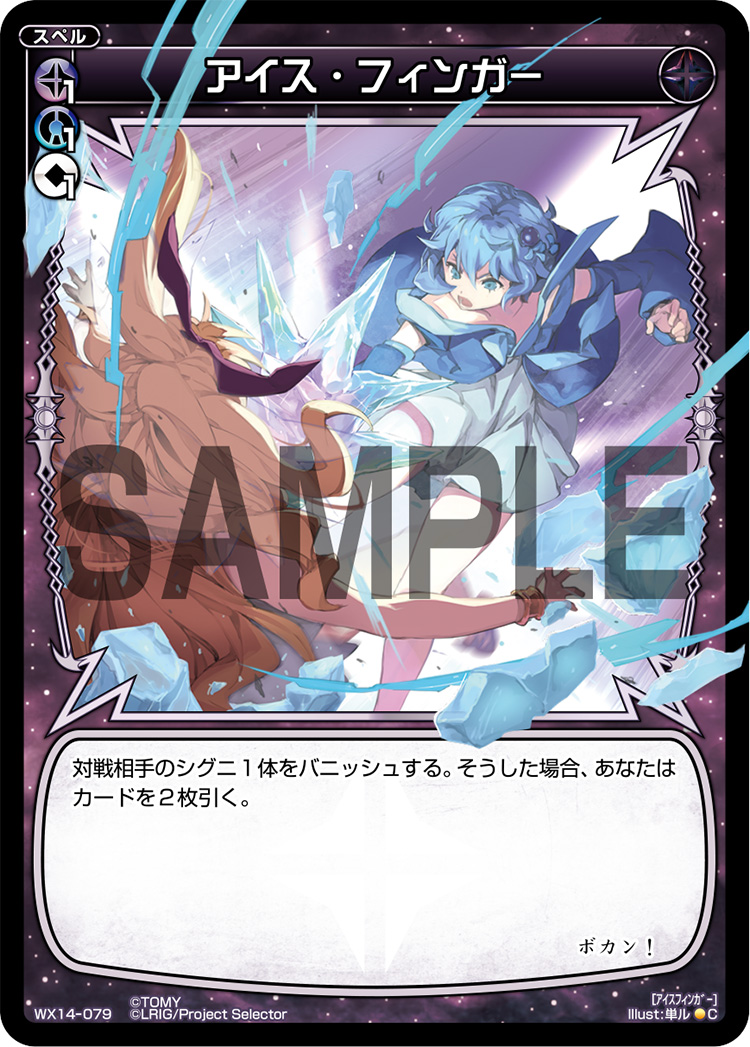 スペル
アイス・フィンガー
1
1
1
SAMPLE
対戦相手のシグニ1体をバニッシュする。そうした場合、あなたは
カードを2枚引く。
ボカン!
©TOMY
[アイスフィンガー]
WX14-079 ©LRIG/Project Selector
Illust:単ル C